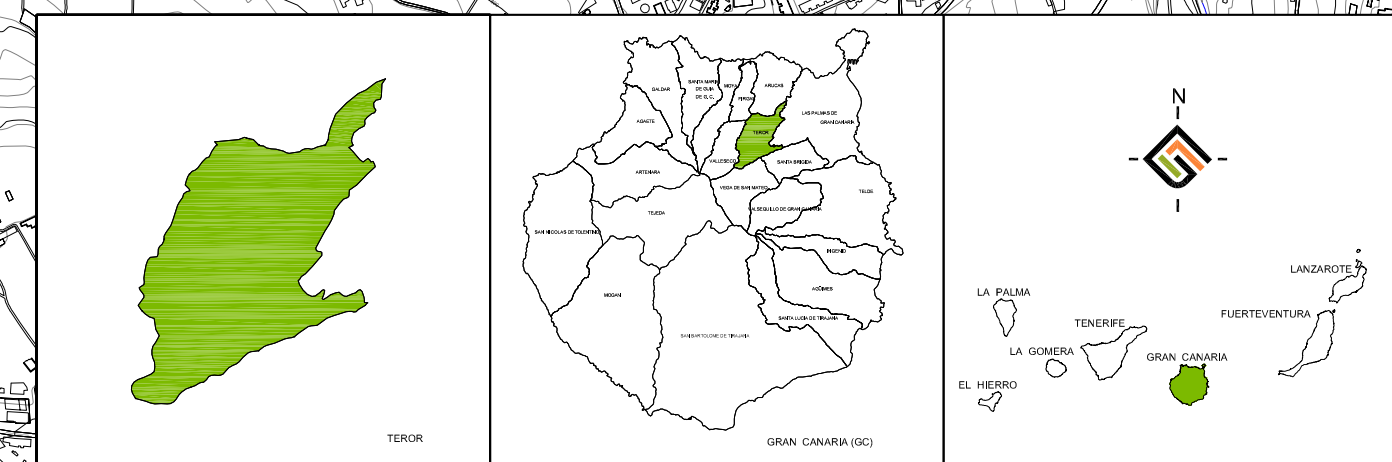 TEROR
GALDAR
SANTA MARIA
DE GUIA
DE G. C.
MOYA
FIRGAS
ARUCAS
LAS PALMAS DE
GRAN CANARIA
AGAETE
TEROR
VALLESECO
SANTA BRIGIDA
ARTENARA
VEGA DE SAN MATEO
TELDE
VALSEQUILLO DE GRAN CANARIA
TEJEDA
SAN NICOLAS DE TOLENTINO
INGENIO
AGÜIMES
MOGAN
SANTA LUCIA DE TIRAJANA
SAN BARTOLOME DE TIRAJANA
GRAN CANARIA (GC)
N
LANZAROTE
LA PALMA
FUERTEVENTURA
TENERIFE
LA GOMERA
GRAN CANARIA
EL HIERRO